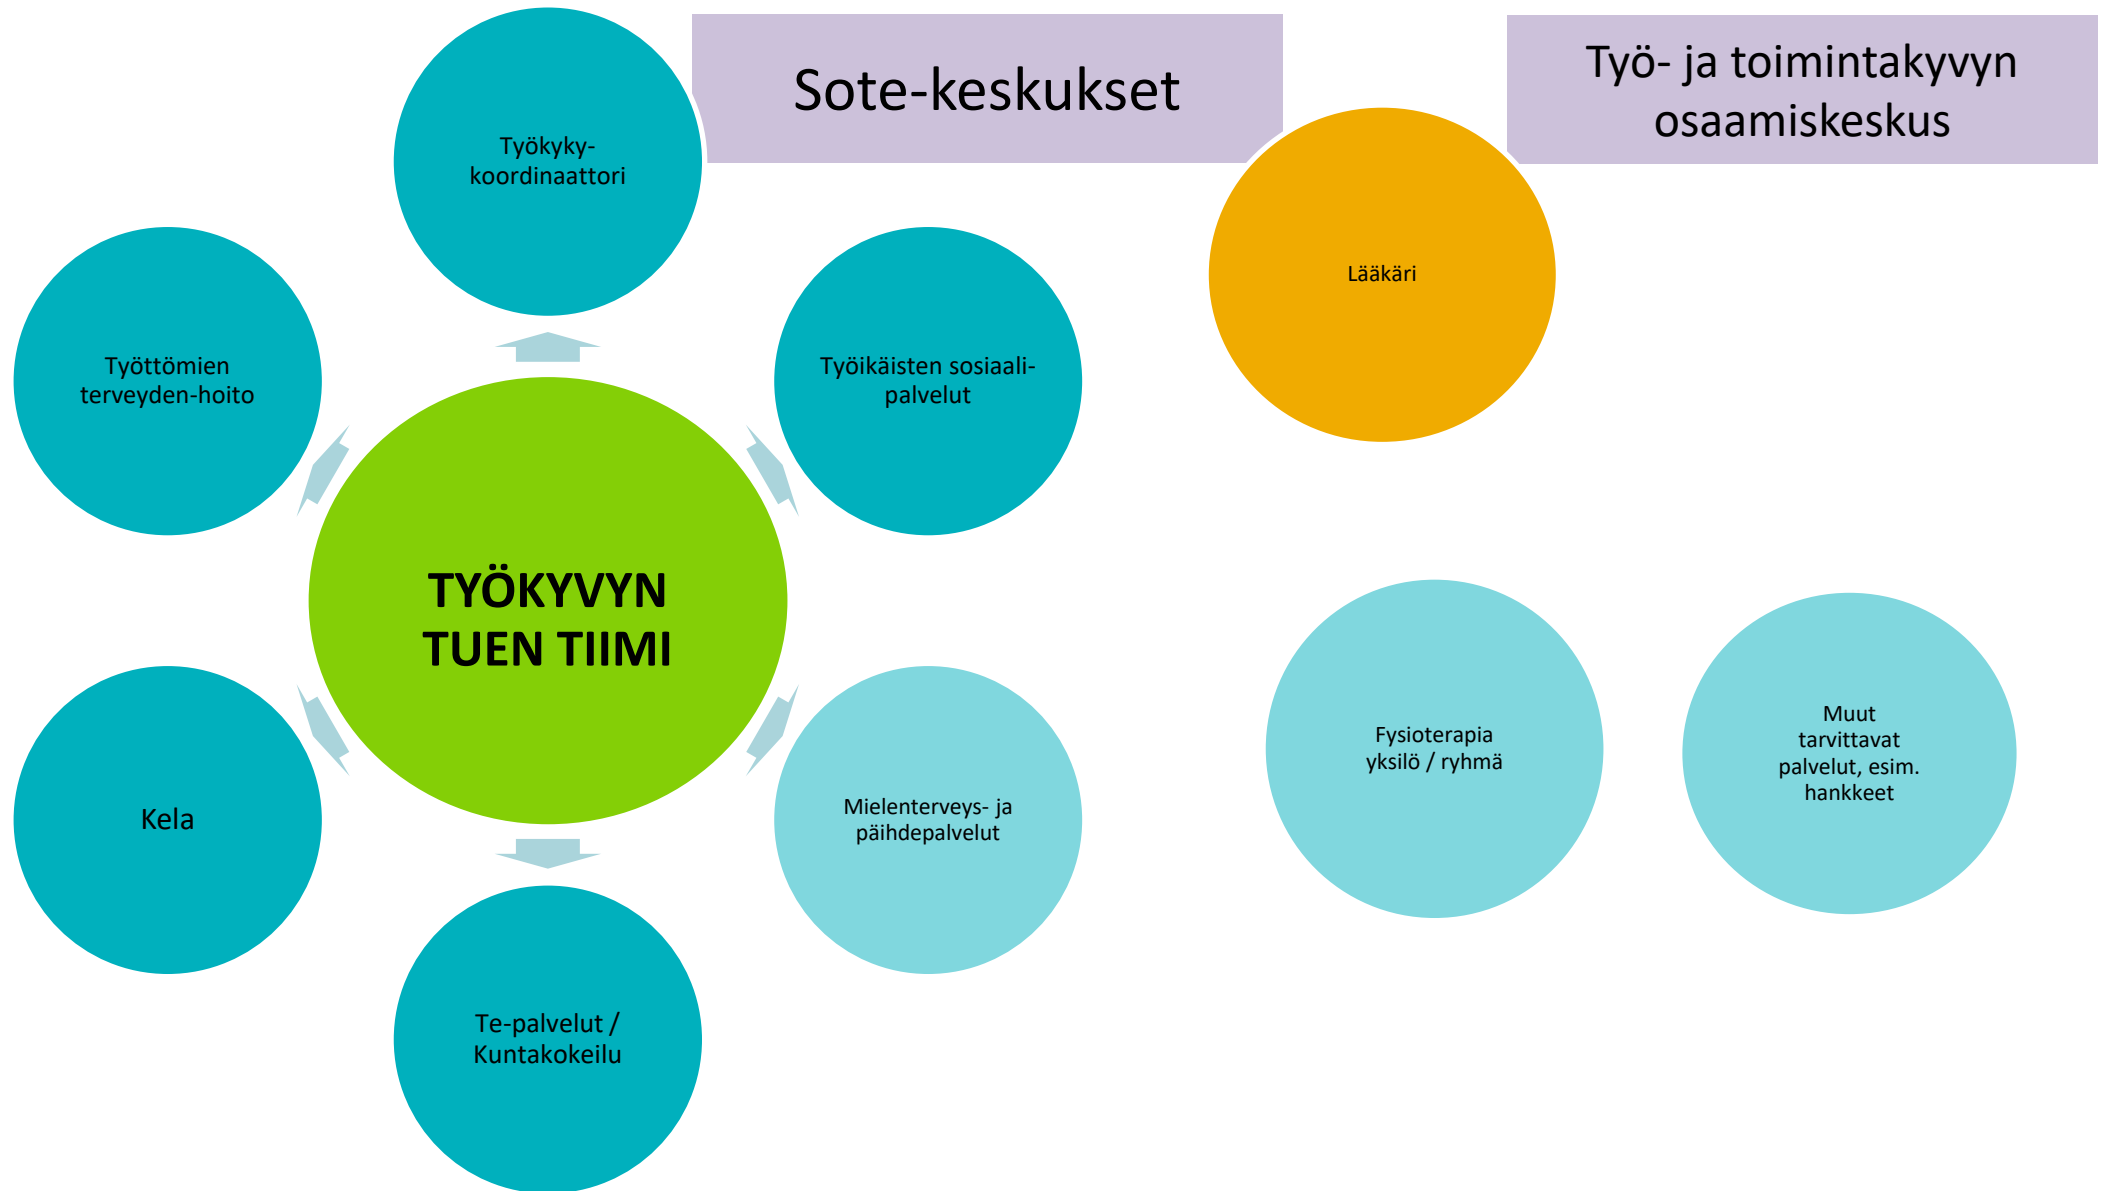 Sote-keskukset
Työ- ja toimintakyvyn
osaamiskeskus
Työkyky-
koordinaattori
Lääkäri
Työttömien
terveyden-hoito
Työikäisten sosiaali-
palvelut
TYÖKYVYN
TUEN TIIMI
Kela
Mielenterveys- ja
päihdepalvelut
Fysioterapia
yksilö / ryhmä
Muut
tarvittavat
palvelut, esim.
hankkeet
Te-palvelut /
Kuntakokeilu